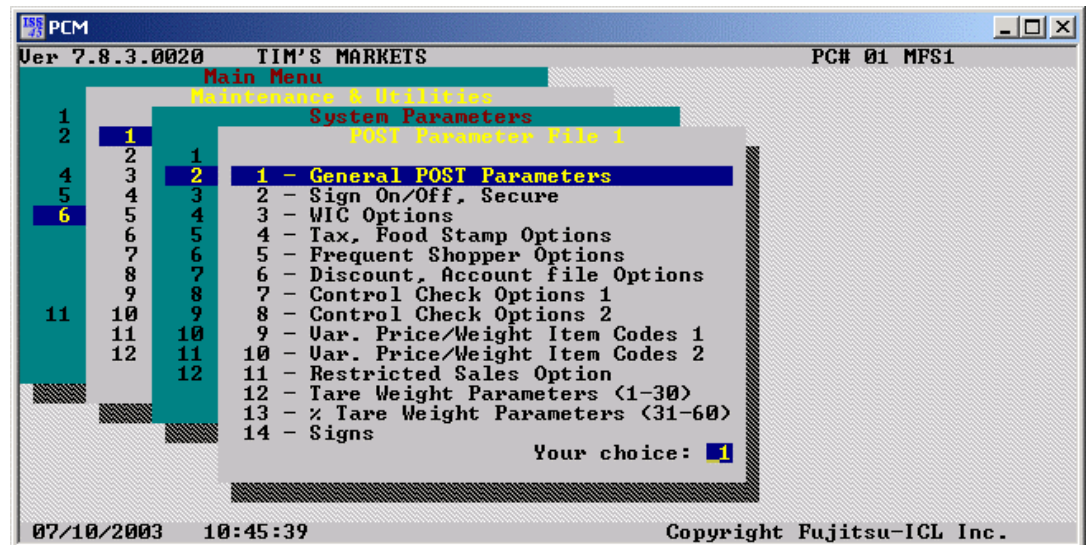 ISS 45 PCM
Ver 7.8.3.0020 TIM'S MARKETS PC# 01 MFS1
Main Menu
Maintenance & Utilities
1 System Parameters
2 1 POST Parameter File 1
2 1
4 3 2 1 - General POST Parameters
5 4 3 2 - Sign On/Off, Secure
6 5 4 3 - WIC Options
6 5 4 - Tax, Food Stamp Options
7 6 5 - Frequent Shopper Options
8 7 6 - Discount, Account file Options
9 8 7 - Control Check Options 1
11 10 9 8 - Control Check Options 2
11 10 9 - Var. Price/Weight Item Codes 1
12 11 10 - Var. Price/Weight Item Codes 2
12 11 - Restricted Sales Option
12 - Tare Weight Parameters (1-30)
13 - % Tare Weight Parameters (31-60)
14 - Signs
Your choice: 1
07/10/2003 10:45:39 Copyright Fujitsu-ICL Inc.